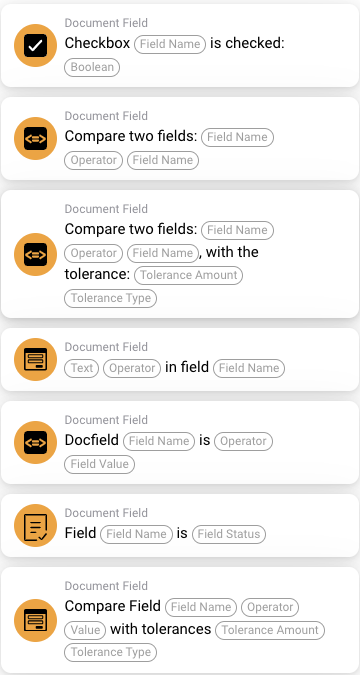 Document Field
Checkbox Field Name is checked:
Boolean
Document Field
Compare two fields: Field Name
Operator Field Name
Document Field
Compare two fields: Field Name
Operator Field Name, with the
tolerance: Tolerance Amount
Tolerance Type
Document Field
Text Operator in field Field Name
Document Field
Docfield Field Name is Operator
Field Value
Document Field
Field Field Name is Field Status
Document Field
Compare Field Field Name Operator
Value with tolerances Tolerance Amount
Tolerance Type